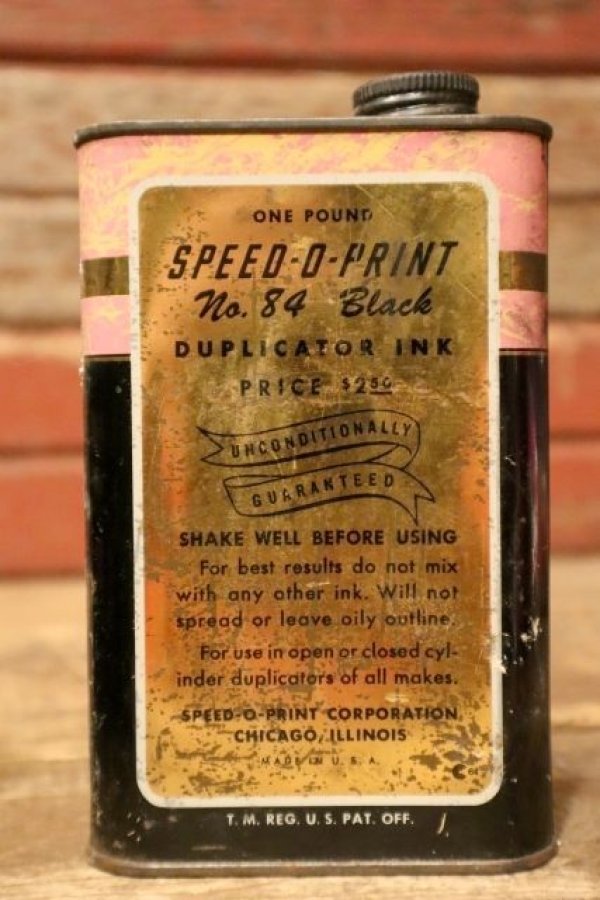 ONE POUND
SPEED-O-PRINT
No. 84 Black
DUPLICATOR INK
PRICE $2.50
UNCONDITIONALLY
GUARANTEED
SHAKE WELL BEFORE USING
For best results do not mix
with any other ink. Will not
spread or leave oily outline.
For use in open or closed cyl-
inder duplicators of all makes.
SPEED-O-PRINT CORPORATION
CHICAGO, ILLINOIS
MADE IN U.S.A.
T. M. REG. U. S. PAT. OFF.